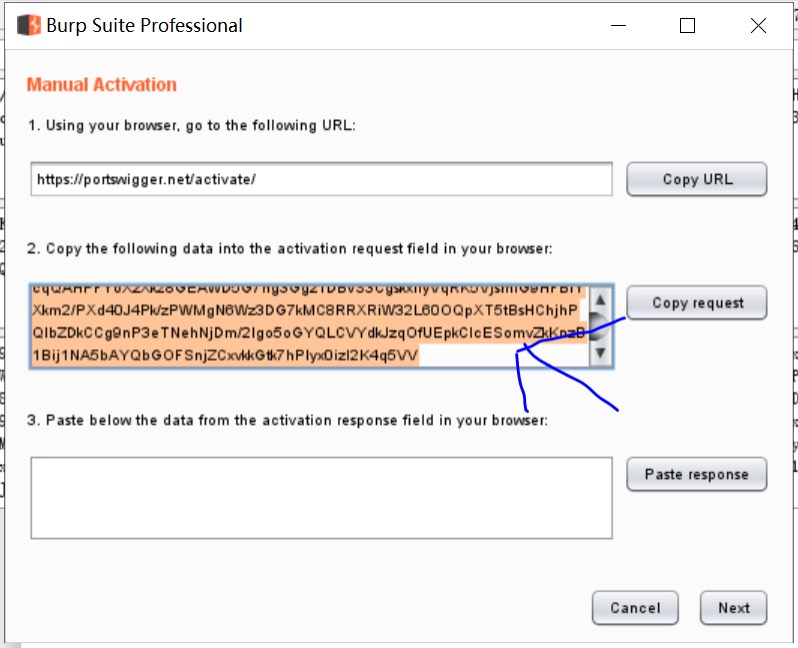 Burp Suite Professional
Manual Activation
1. Using your browser, go to the following URL:
https://portswigger.net/activate/
Copy URL
2. Copy the following data into the activation request field in your browser:
Xkm2/PXd40J4Pk/zPWMgN6Wz3DG7kMC8RRXRiW32L60OQpXT5tBsHChjhP
Copy request
QIbZDkCCg9nP3eTNehNjDm/2Igo5oGYQLCVYdkJzqOfUEpkClcESomvZkKpzB
1Bij1NA5bAYQbGOFSnjZCxvkkGtk7hPlyx0izI2K4q5VV
3. Paste below the data from the activation response field in your browser:
Paste response
Cancel
Next